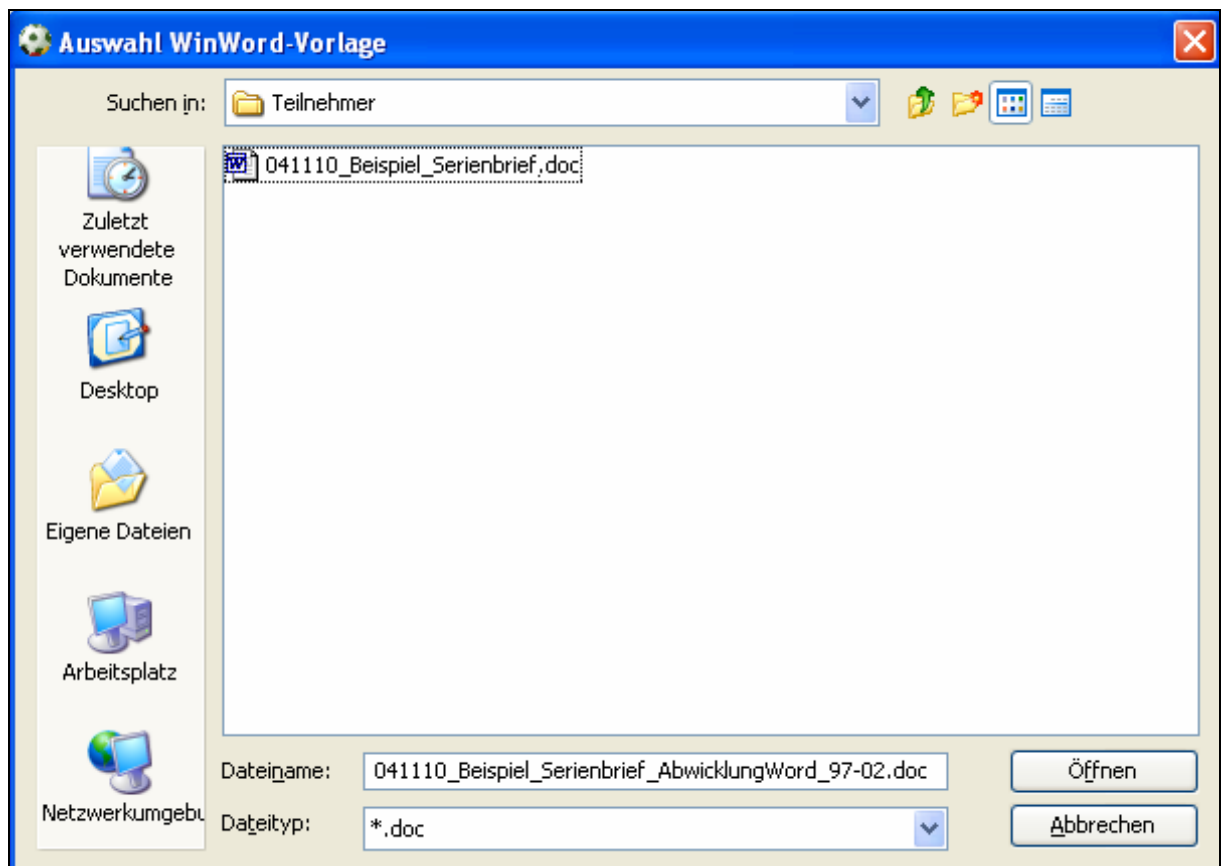 Auswahl WinWord-Vorlage
Suchen in: Teilnehmer
041110_Beispiel_Serienbrief.doc
Zuletzt
verwendete
Dokumente
Desktop
Eigene Dateien
Arbeitsplatz
Netzwerkumgebu
Dateiname: 041110_Beispiel_Serienbrief_AbwicklungWord_97-02.doc Öffnen
Dateityp: *.doc Abbrechen